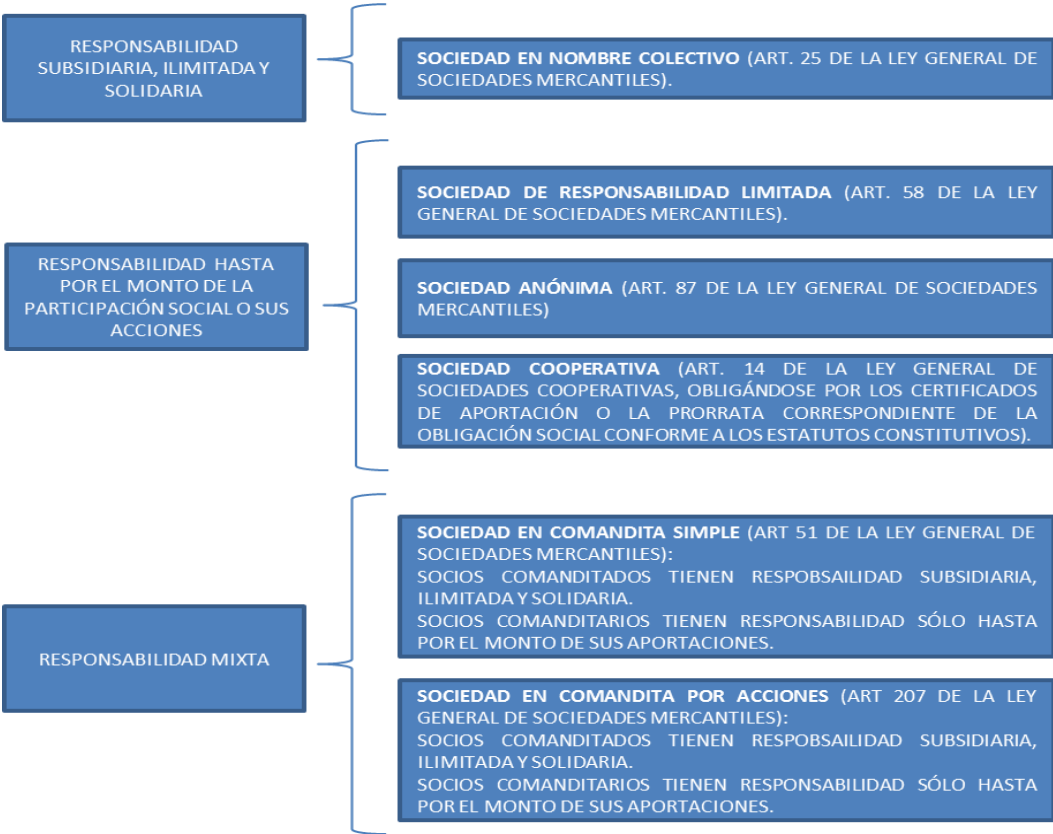 RESPONSABILIDAD
SUBSIDIARIA, ILIMITADA Y
SOLIDARIA
SOCIEDAD EN NOMBRE COLECTIVO (ART. 25 DE LA LEY GENERAL DE
SOCIEDADES MERCANTILES).
RESPONSABILIDAD HASTA
POR EL MONTO DE LA
PARTICIPACIÓN SOCIAL O SUS
ACCIONES
SOCIEDAD DE RESPONSABILIDAD LIMITADA (ART. 58 DE LA LEY
GENERAL DE SOCIEDADES MERCANTILES).
SOCIEDAD ANÓNIMA (ART. 87 DE LA LEY GENERAL DE SOCIEDADES
MERCANTILES)
SOCIEDAD COOPERATIVA (ART. 14 DE LA LEY GENERAL DE
SOCIEDADES COOPERATIVAS, OBLIGÁNDOSE POR LOS CERTIFICADOS
DE APORTACIÓN O LA PRORRATA CORRESPONDIENTE DE LA
OBLIGACIÓN SOCIAL CONFORME A LOS ESTATUTOS CONSTITUTIVOS).
RESPONSABILIDAD MIXTA
SOCIEDAD EN COMANDITA SIMPLE (ART 51 DE LA LEY GENERAL DE
SOCIEDADES MERCANTILES):
SOCIOS COMANDITADOS TIENEN RESPOBSAILIDAD SUBSIDIARIA,
ILIMITADA Y SOLIDARIA.
SOCIOS COMANDITARIOS TIENEN RESPONSABILIDAD SÓLO HASTA
POR EL MONTO DE SUS APORTACIONES.
SOCIEDAD EN COMANDITA POR ACCIONES (ART 207 DE LA LEY
GENERAL DE SOCIEDADES MERCANTILES):
SOCIOS COMANDITADOS TIENEN RESPOBSAILIDAD SUBSIDIARIA,
ILIMITADA Y SOLIDARIA.
SOCIOS COMANDITARIOS TIENEN RESPONSABILIDAD SÓLO HASTA
POR EL MONTO DE SUS APORTACIONES.